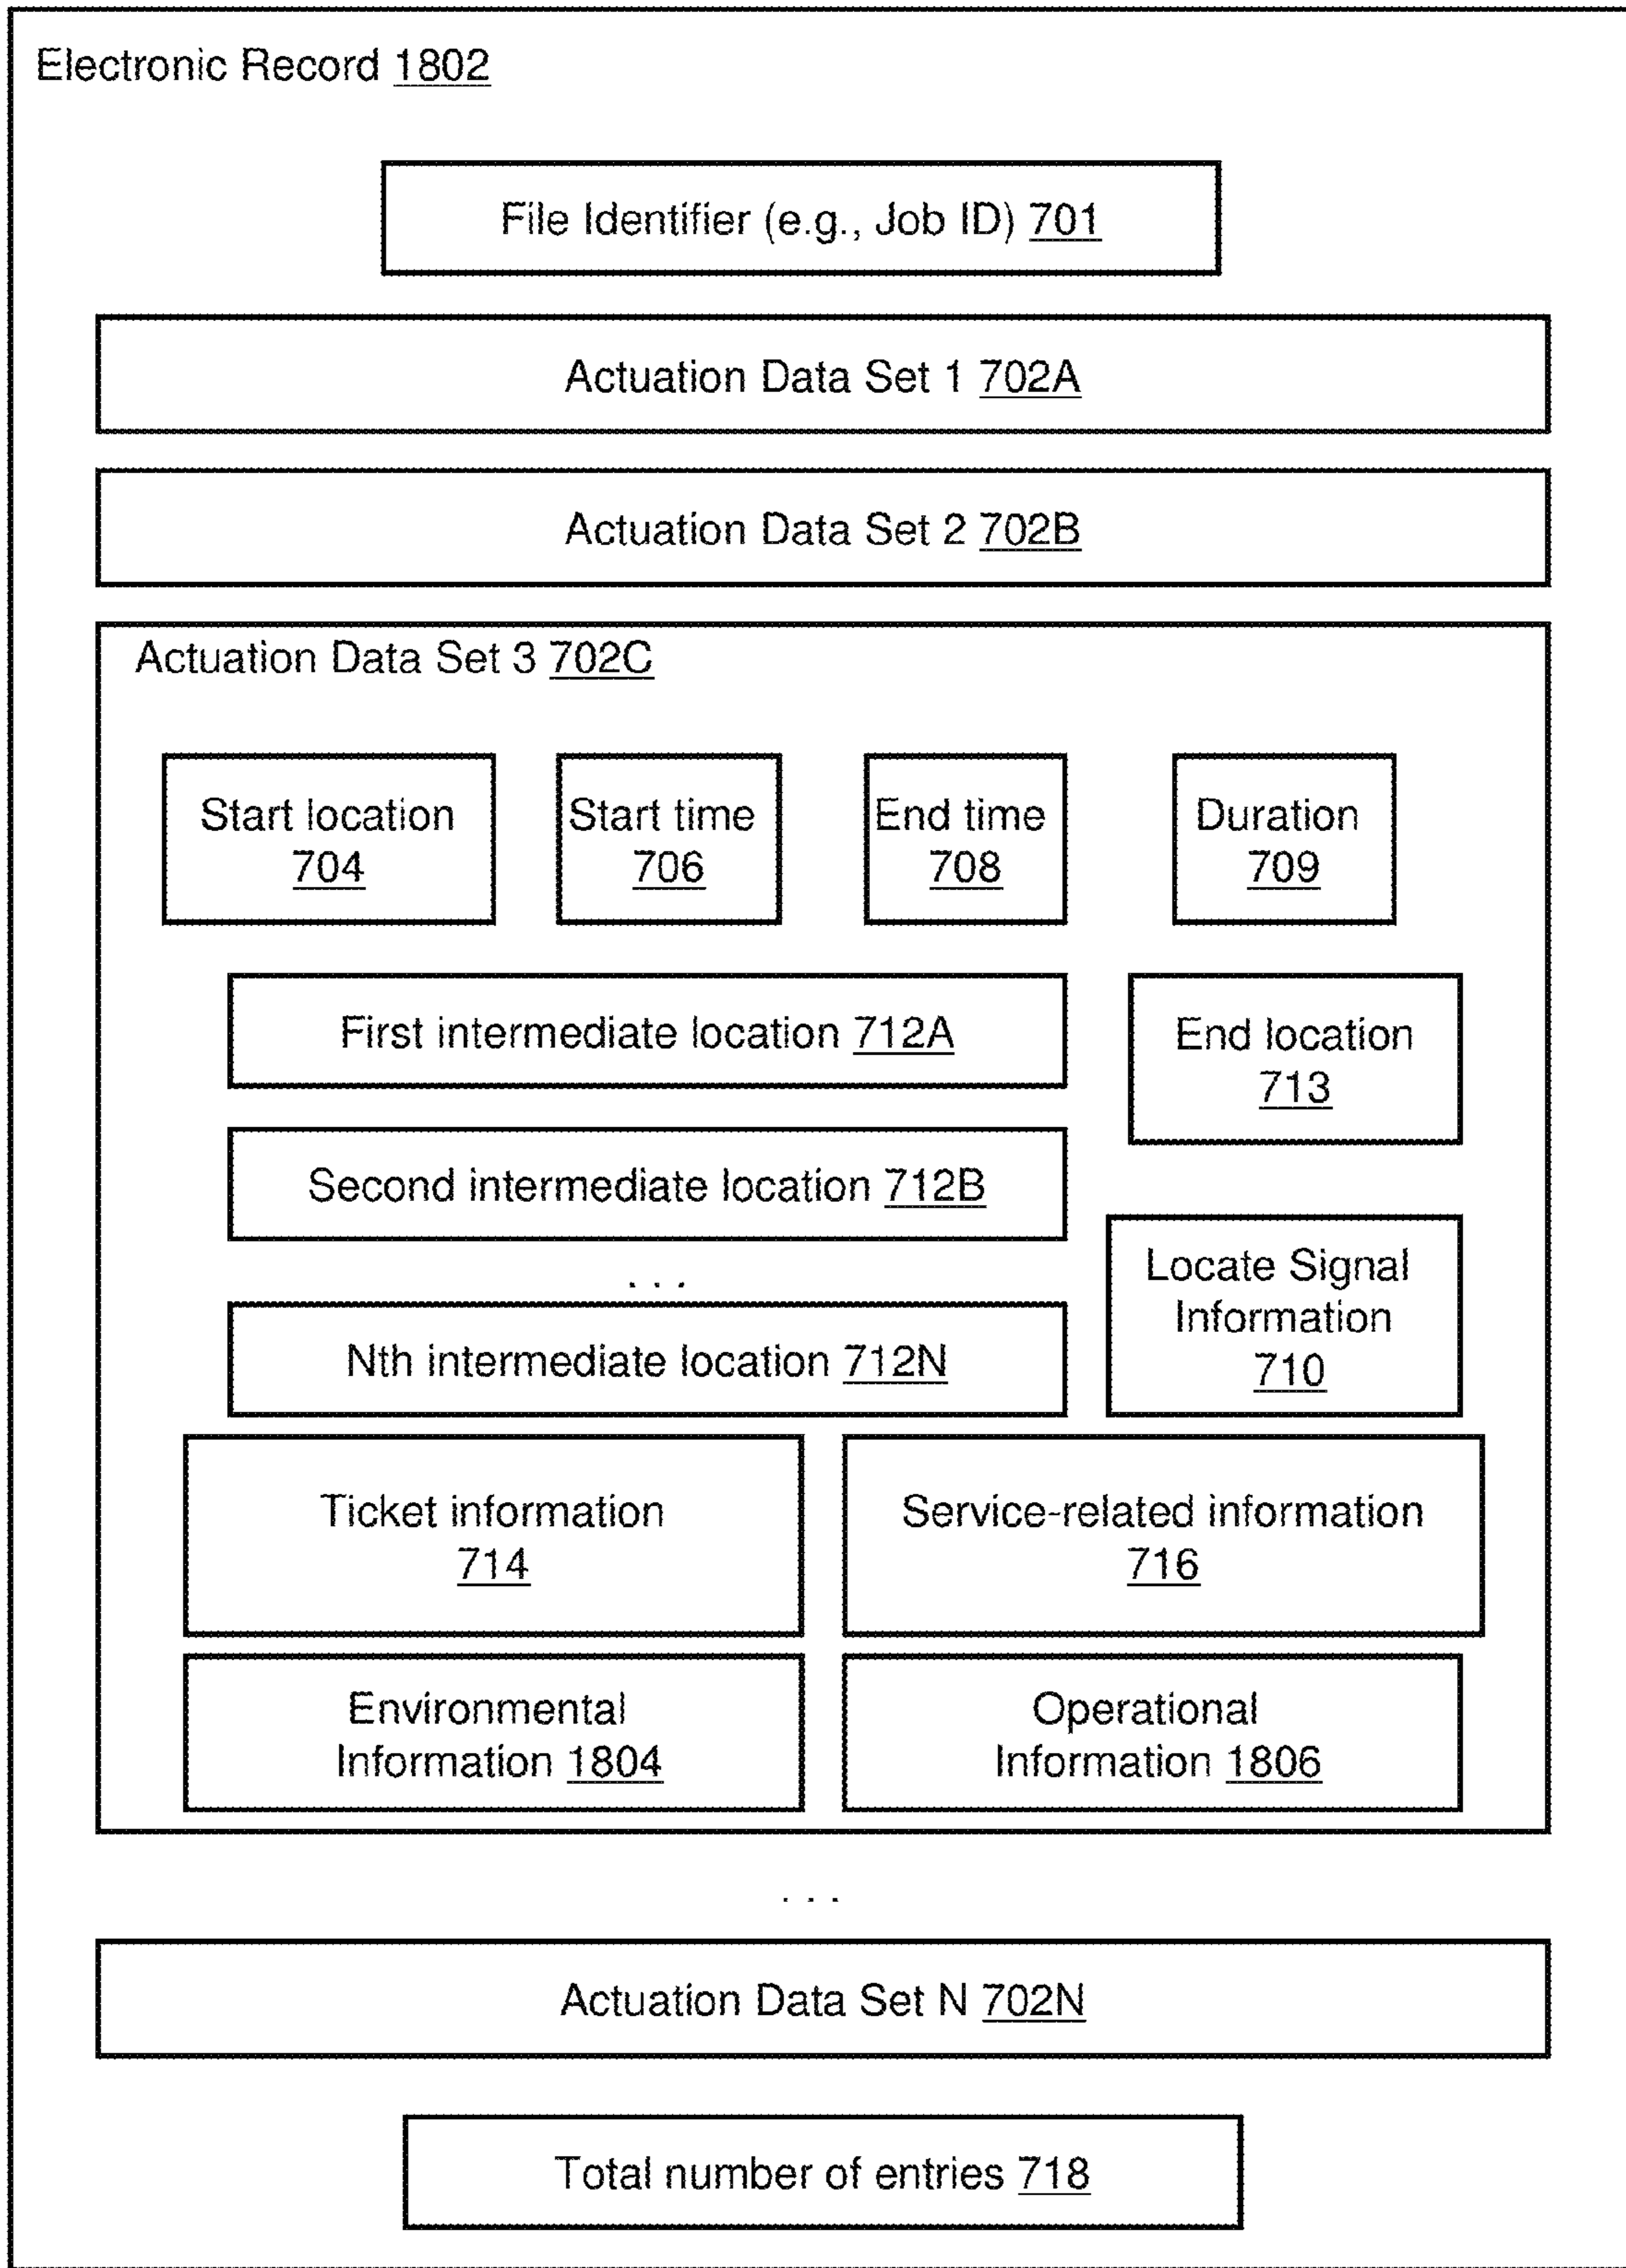 Electronic Record 1802
File Identifier (e.g., Job ID) 701
Actuation Data Set 1 702A
Actuation Data Set 2 702B
Actuation Data Set 3 702C
Start location
704
Start time
706
End time
708
Duration
709
First intermediate location 712A
End location
713
Second intermediate location 712B
. . .
Locate Signal
Information
710
Nth intermediate location 712N
Ticket information
714
Service-related information
716
Environmental
Information 1804
Operational
Information 1806
. . .
Actuation Data Set N 702N
Total number of entries 718